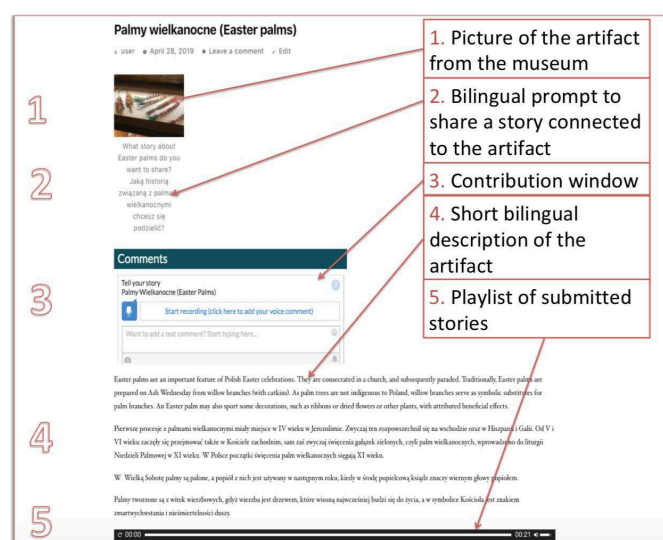 Palmy wielkanocne (Easter palms)
user April 28, 2019 Leave a comment Edit
1
What story about
Easter palms do you
want to share?
Jaką historią
związaną z palmami
wielkanocnymi
chcesz się
podzielić?
2
Comments
Tell your story
Palmy Wielkanocne (Easter Palms)
Start recording (click here to add your voice comment)
Want to add a text comment? Start typing here...
3
Easter palms are an important feature of Polish Easter celebrations. They are consecrated in a church, and subsequently paraded. Traditionally, Easter palms are
prepared on Ash Wednesday from willow branches (with catkins). As palm trees are not indigenous to Poland, willow branches serve as symbolic substitutes for
palm branches. An Easter palm may also sport some decorations, such as ribbons or dried flowers or other plants, with attributed beneficial effects.
Pierwsze procesje z palmami wielkanocnymi miały miejsce w IV wieku w Jerozolimie. Zwyczaj ten rozpowszechnił się na wschodzie oraz w Hiszpanii i Galii. Od V i
VI wieku zaczęły się przejmować także w Kościele zachodnim, sam zaś zwyczaj święcenia gałązek zielonych, czyli palm wielkanocnych, wprowadzono do liturgii
Niedzieli Palmowej w XI wieku. W Polsce początki święcenia palm wielkanocnych sięgają XI wieku.
W Wielką Sobotę palmy są palone, a popiół z nich jest używany w następnym roku, kiedy w środę popielcową ksiądz znaczy wiernym głowy popiołem.
Palmy tworzone są z witek wierzbowych, gdyż wierzba jest drzewem, które wiosną najwcześniej budzi się do życia, a w symbolice Kościoła jest znakiem
zmartwychwstania i nieśmiertelności duszy.
4
5
00:00 00:21
1. Picture of the artifact
from the museum
2. Bilingual prompt to
share a story connected
to the artifact
3. Contribution window
4. Short bilingual
description of the
artifact
5. Playlist of submitted
stories